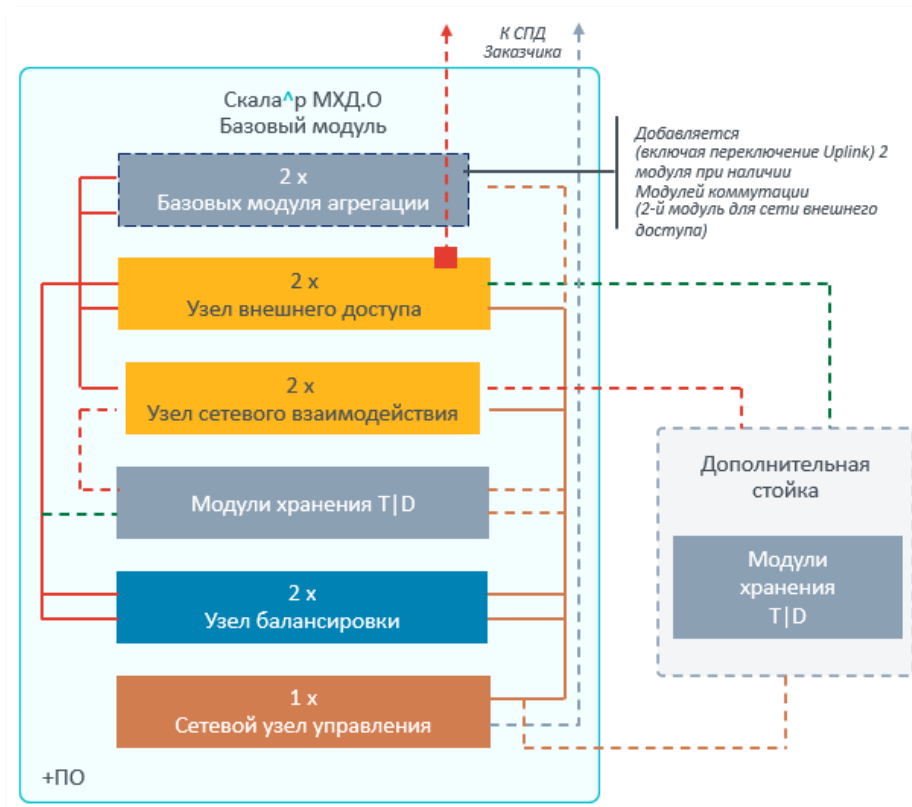 К СПД
Заказчика
Скала^р МХД.О
Базовый модуль
2 x
Базовых модуля агрегации
Добавляется
(включая переключение Uplink) 2
модуля при наличии
Модулей коммутации
(2-й модуль для сети внешнего
доступа)
2 x
Узел внешнего доступа
2 x
Узел сетевого взаимодействия
Модули хранения T|D
2 x
Узел балансировки
1 x
Сетевой узел управления
+ПО
Дополнительная
стойка
Модули
хранения
T|D